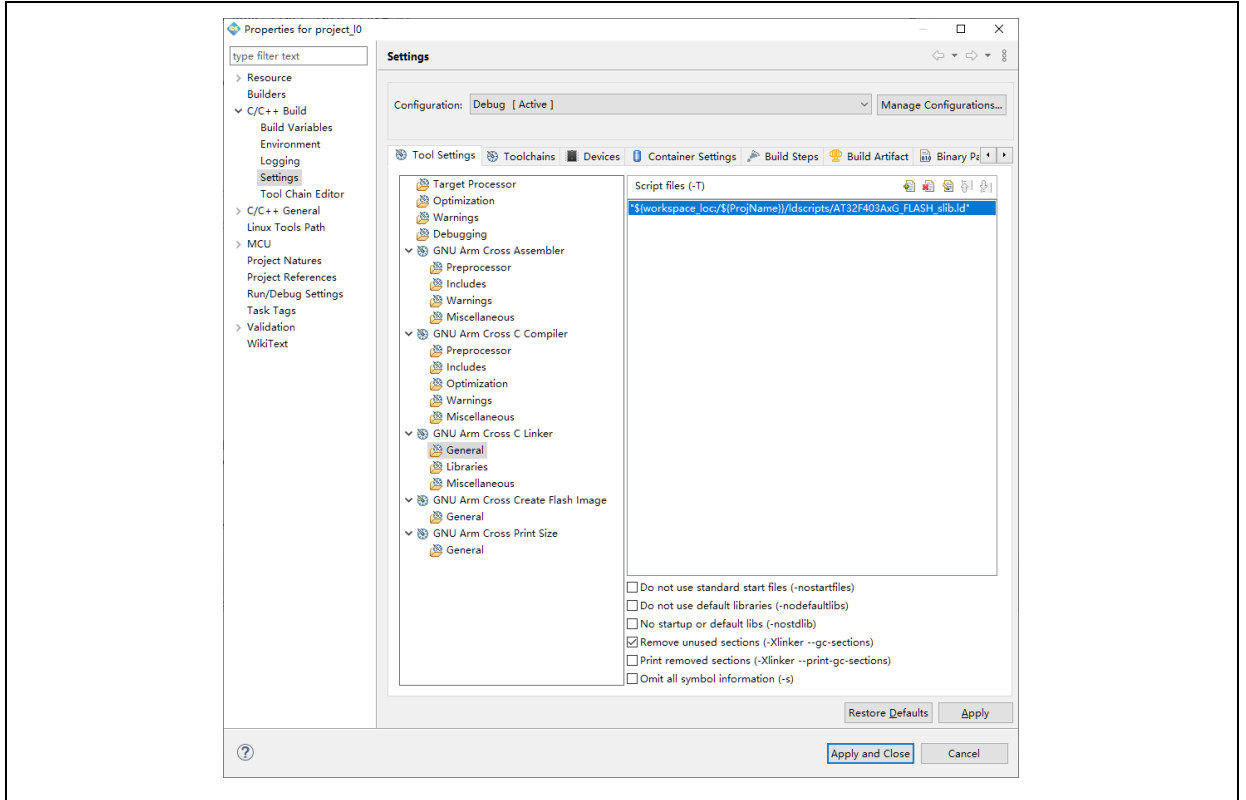 Properties for project_l0
type filter text
Resource
Builders
C/C++ Build
Build Variables
Environment
Logging
Settings
Tool Chain Editor
C/C++ General
Linux Tools Path
MCU
Project Natures
Project References
Run/Debug Settings
Task Tags
Validation
WikiText
Settings
Configuration: Debug [ Active ]
Manage Configurations...
Tool Settings
Toolchains
Devices
Container Settings
Build Steps
Build Artifact
Binary Pa
Target Processor
Optimization
Warnings
Debugging
GNU Arm Cross Assembler
Preprocessor
Includes
Warnings
Miscellaneous
GNU Arm Cross C Compiler
Preprocessor
Includes
Optimization
Warnings
Miscellaneous
GNU Arm Cross C Linker
General
Libraries
Miscellaneous
GNU Arm Cross Create Flash Image
General
GNU Arm Cross Print Size
General
Script files (-T)
"${workspace_loc:/${ProjName}}/ldscripts/AT32F403AxG_FLASH_slib.ld"
Do not use standard start files (-nostartfiles)
Do not use default libraries (-nodefaultlibs)
No startup or default libs (-nostdlib)
Remove unused sections (-Xlinker --gc-sections)
Print removed sections (-Xlinker --print-gc-sections)
Omit all symbol information (-s)
Restore Defaults
Apply
?
Apply and Close
Cancel